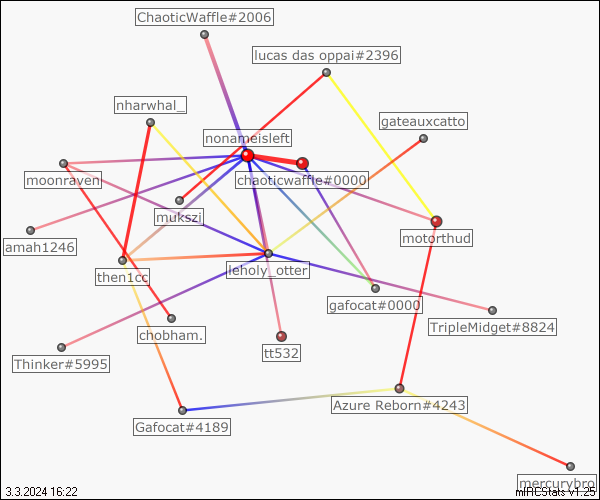 ChaoticWaffle#2006
lucas das oppai#2396
nharwhal_
gateauxcatto
nonameisleft
moonraven
chaoticwaffle#0000
mukszi
amah1246
motorthud
then1cc
leholy_otter
gafocat#0000
TripleMidget#8824
chobham.
tt532
Thinker#5995
Azure Reborn#4243
Gafocat#4189
mercurybro
3.3.2024 16:22
mIRCStats v1.25